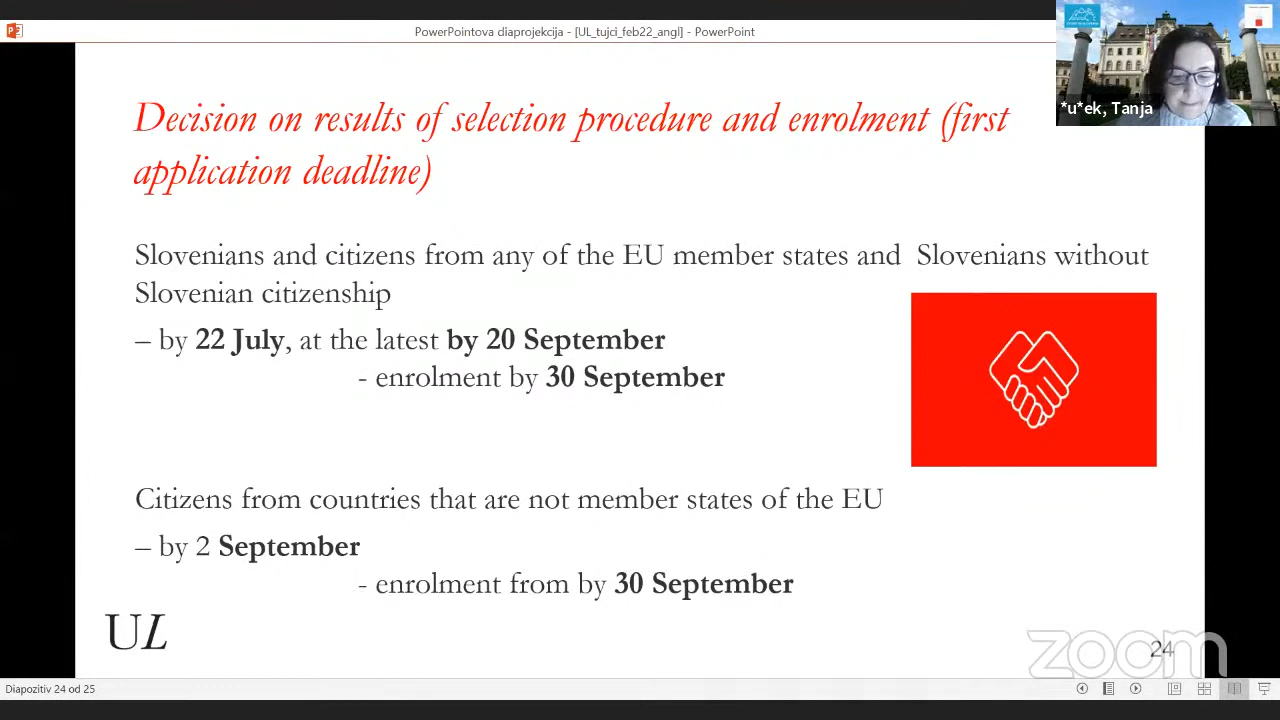 PowerPointova diaprojekcija - [UL_tujci_feb22_angl] - PowerPoint
*u*ek, Tanja
Decision on results of selection procedure and enrolment (first
application deadline)
Slovenians and citizens from any of the EU member states and Slovenians without
Slovenian citizenship
– by 22 July, at the latest by 20 September
- enrolment by 30 September
Citizens from countries that are not member states of the EU
– by 2 September
- enrolment from by 30 September
UL
zoom
24
Diapozitiv 24 od 25